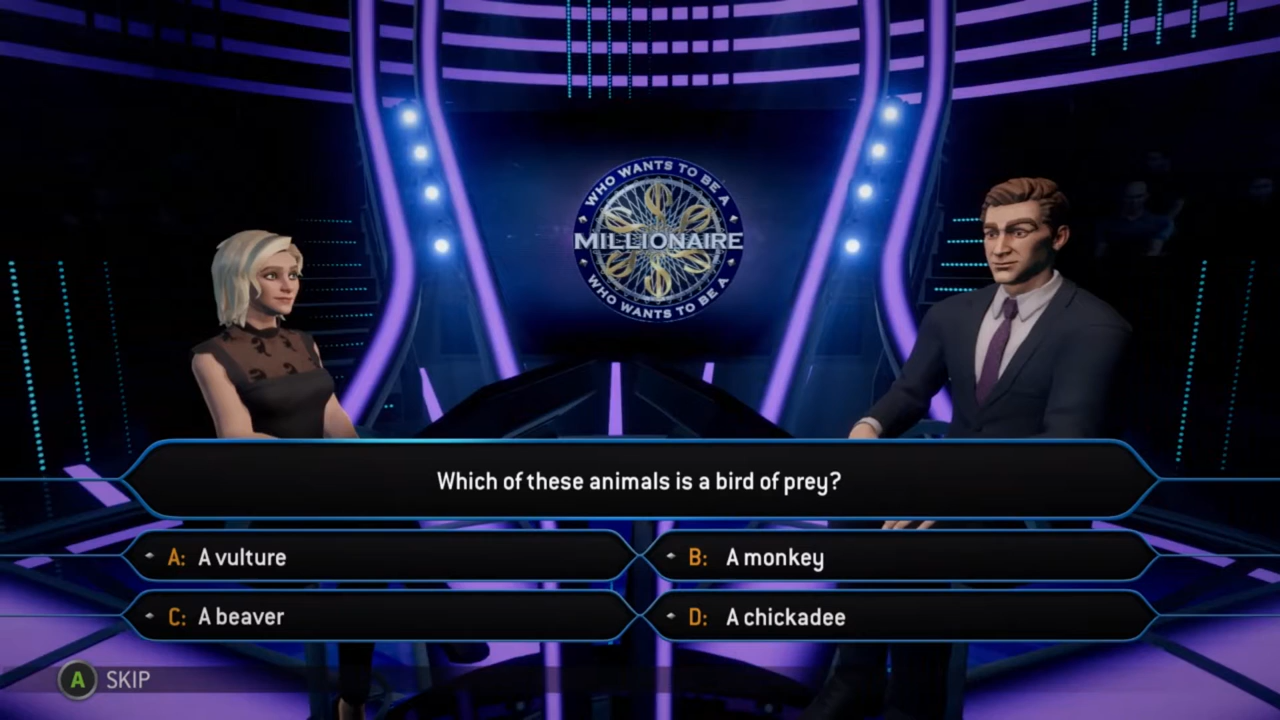 WHO WANTS TO BE A
MILLIONAIRE
WHO WANTS TO BE A
Which of these animals is a bird of prey?
A: A vulture
B: A monkey
C: A beaver
D: A chickadee
A SKIP